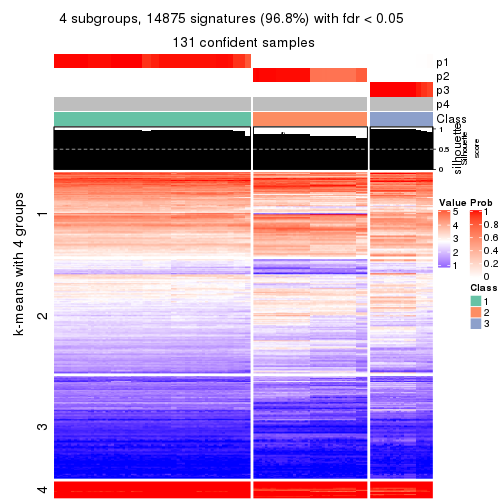 4 subgroups, 14875 signatures (96.8%) with fdr < 0.05
131 confident samples
p1
p2
p3
p4
Class
1
0.5
0
silhouette
Silhouette
score
k-means with 4 groups
1
2
3
4
Value
5
4
3
2
1
Prob
1
0.8
0.6
0.4
0.2
0
Class
1
2
3